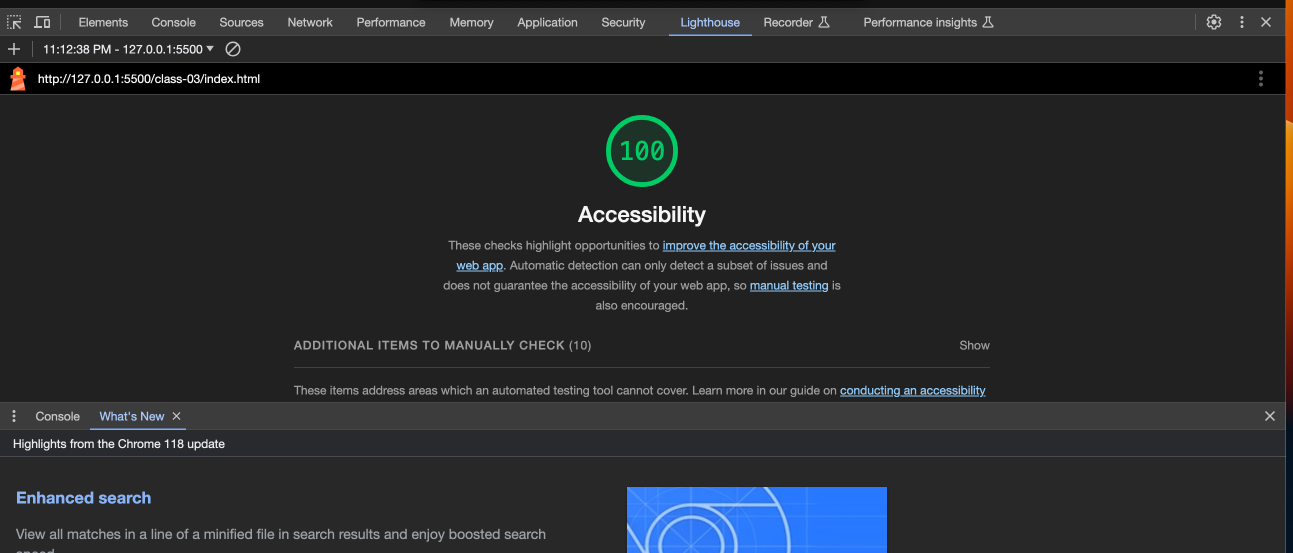 Elements Console Sources Network Performance Memory Application Security Lighthouse Recorder Performance insights
11:12:38 PM - 127.0.0.1:5500
http://127.0.0.1:5500/class-03/index.html
100
Accessibility
These checks highlight opportunities to improve the accessibility of your
web app. Automatic detection can only detect a subset of issues and
does not guarantee the accessibility of your web app, so manual testing is
also encouraged.
ADDITIONAL ITEMS TO MANUALLY CHECK (10) Show
These items address areas which an automated testing tool cannot cover. Learn more in our guide on conducting an accessibility
Console What's New
Highlights from the Chrome 118 update
Enhanced search
View all matches in a line of a minified file in search results and enjoy boosted search